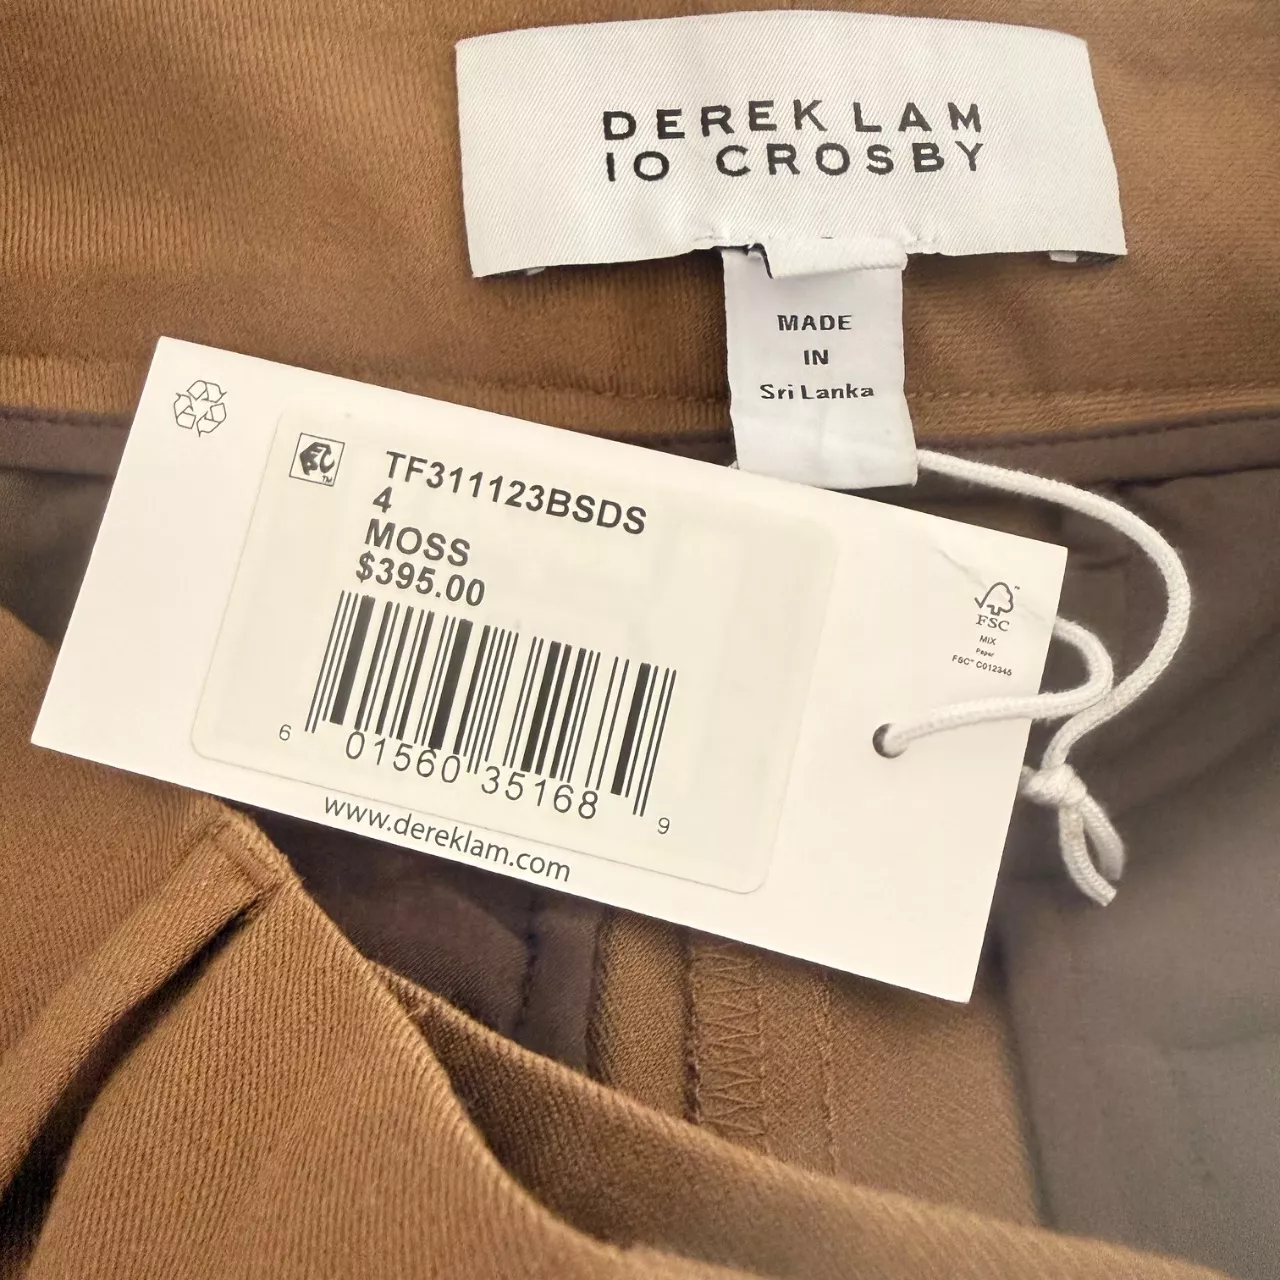 DEREK LAM
10 CROSBY
MADE
IN
Sri Lanka
TF311123BSDS
4
MOSS
$395.00
6 01560 35168 9
www.dereklam.com
FSC
MIX
Paper
FSC™ C012345